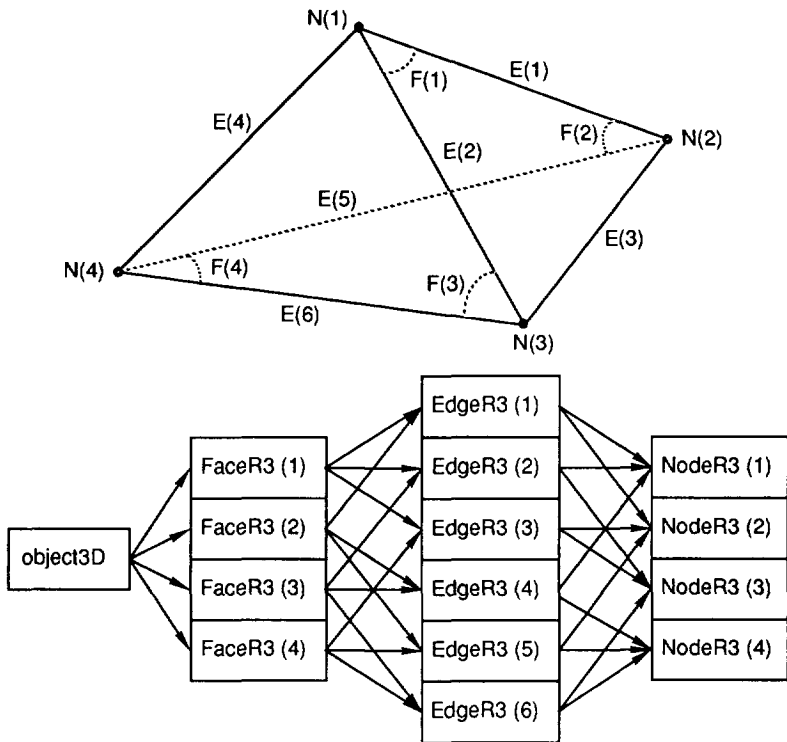 N(1)
E(1)
F(1)
E(4)
E(2)
F(2)
N(2)
E(5)
E(3)
N(4)
F(4)
F(3)
E(6)
N(3)
object3D
FaceR3 (1)
FaceR3 (2)
FaceR3 (3)
FaceR3 (4)
EdgeR3 (1)
EdgeR3 (2)
EdgeR3 (3)
EdgeR3 (4)
EdgeR3 (5)
EdgeR3 (6)
NodeR3 (1)
NodeR3 (2)
NodeR3 (3)
NodeR3 (4)